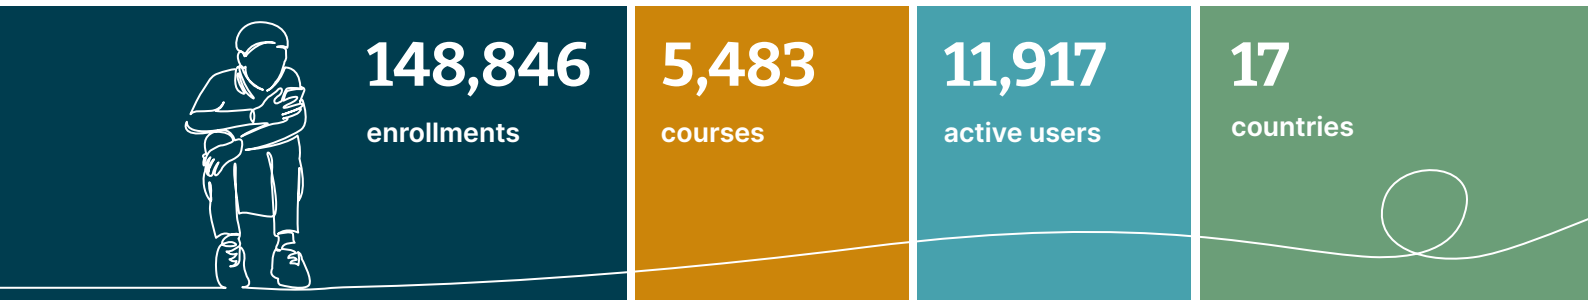 148,846
enrollments
5,483
courses
11,917
active users
17
countries